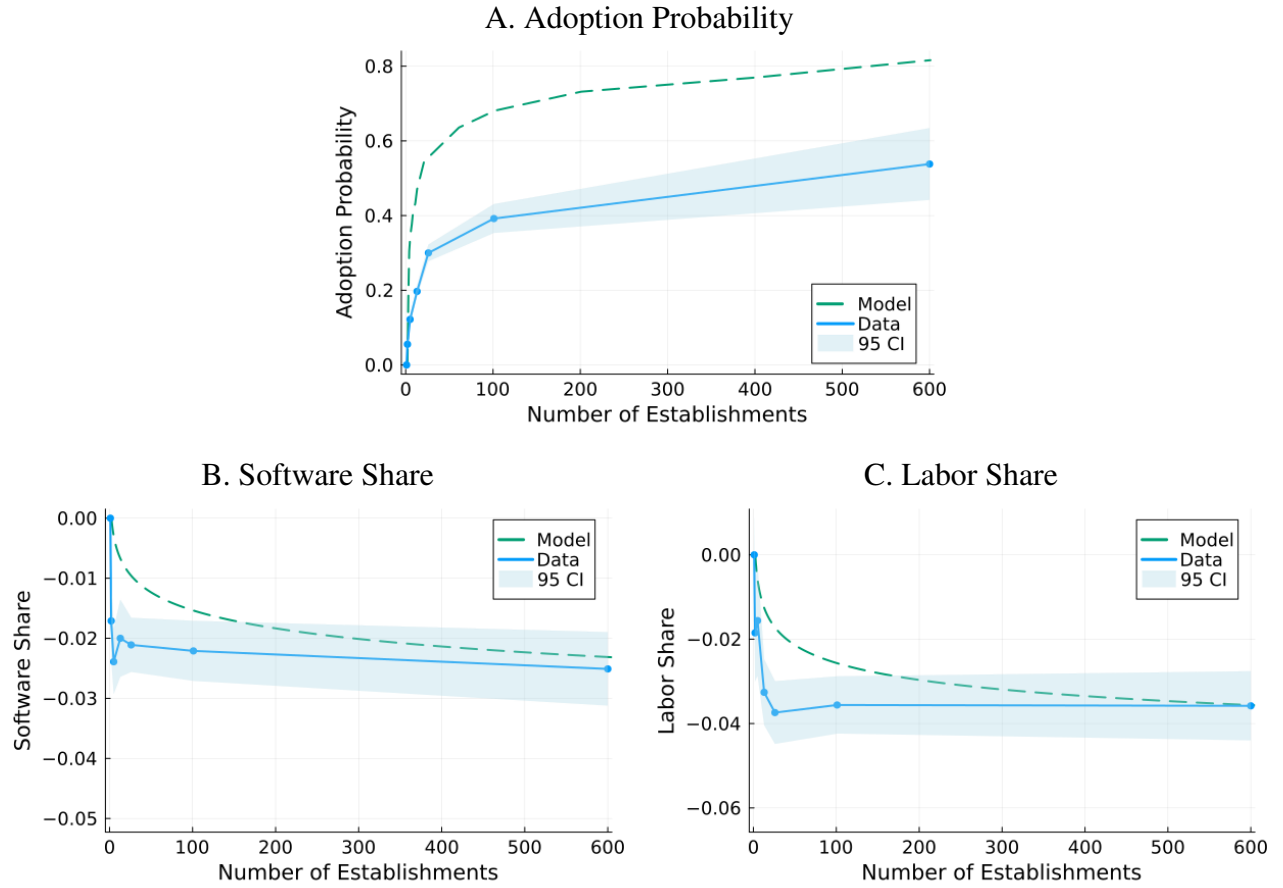 A. Adoption Probability
0.8
0.6
0.4
0.2
0.0
Adoption Probability
Model
Data
95 CI
0 100 200 300 400 500 600
Number of Establishments
B. Software Share
0.00
−0.01
−0.02
−0.03
−0.04
−0.05
Software Share
Model
Data
95 CI
0 100 200 300 400 500 600
Number of Establishments
C. Labor Share
0.00
−0.02
−0.04
−0.06
Labor Share
Model
Data
95 CI
0 100 200 300 400 500 600
Number of Establishments